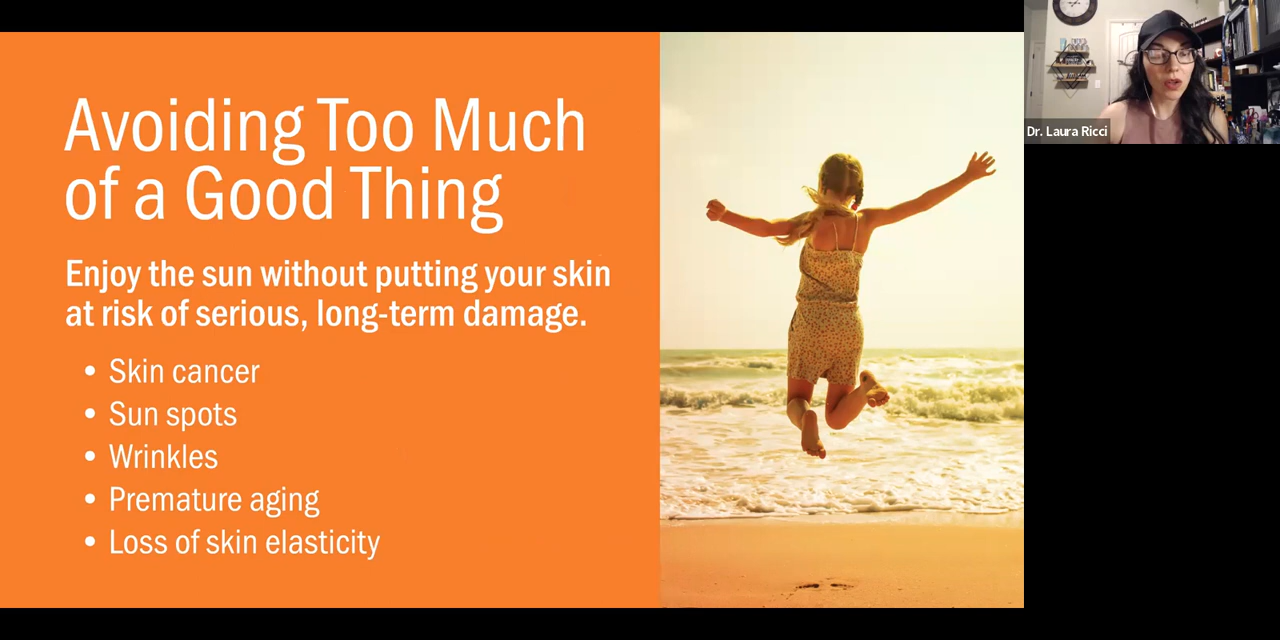 Avoiding Too Much
of a Good Thing
Enjoy the sun without putting your skin
at risk of serious, long-term damage.
• Skin cancer
• Sun spots
• Wrinkles
• Premature aging
• Loss of skin elasticity
Dr. Laura Ricci